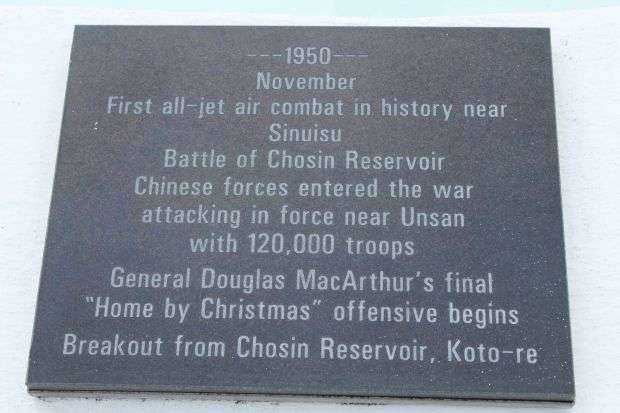 ---1950---
November
First all-jet air combat in history near
Sinuisu
Battle of Chosin Reservoir
Chinese forces entered the war
attacking in force near Unsan
with 120,000 troops
General Douglas MacArthur's final
"Home by Christmas" offensive begins
Breakout from Chosin Reservoir, Koto-re